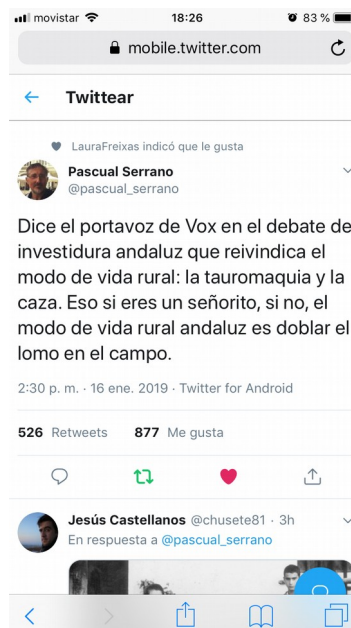 movistar 18:26 83 %
mobile.twitter.com
Twittear
LauraFreixas indicó que le gusta
Pascual Serrano
@pascual_serrano
Dice el portavoz de Vox en el debate de
investidura andaluz que reivindica el
modo de vida rural: la tauromaquia y la
caza. Eso si eres un señorito, si no, el
modo de vida rural andaluz es doblar el
lomo en el campo.
2:30 p. m. · 16 ene. 2019 · Twitter for Android
526 Retweets 877 Me gusta
Jesús Castellanos @chusete81 · 3h
En respuesta a @pascual_serrano